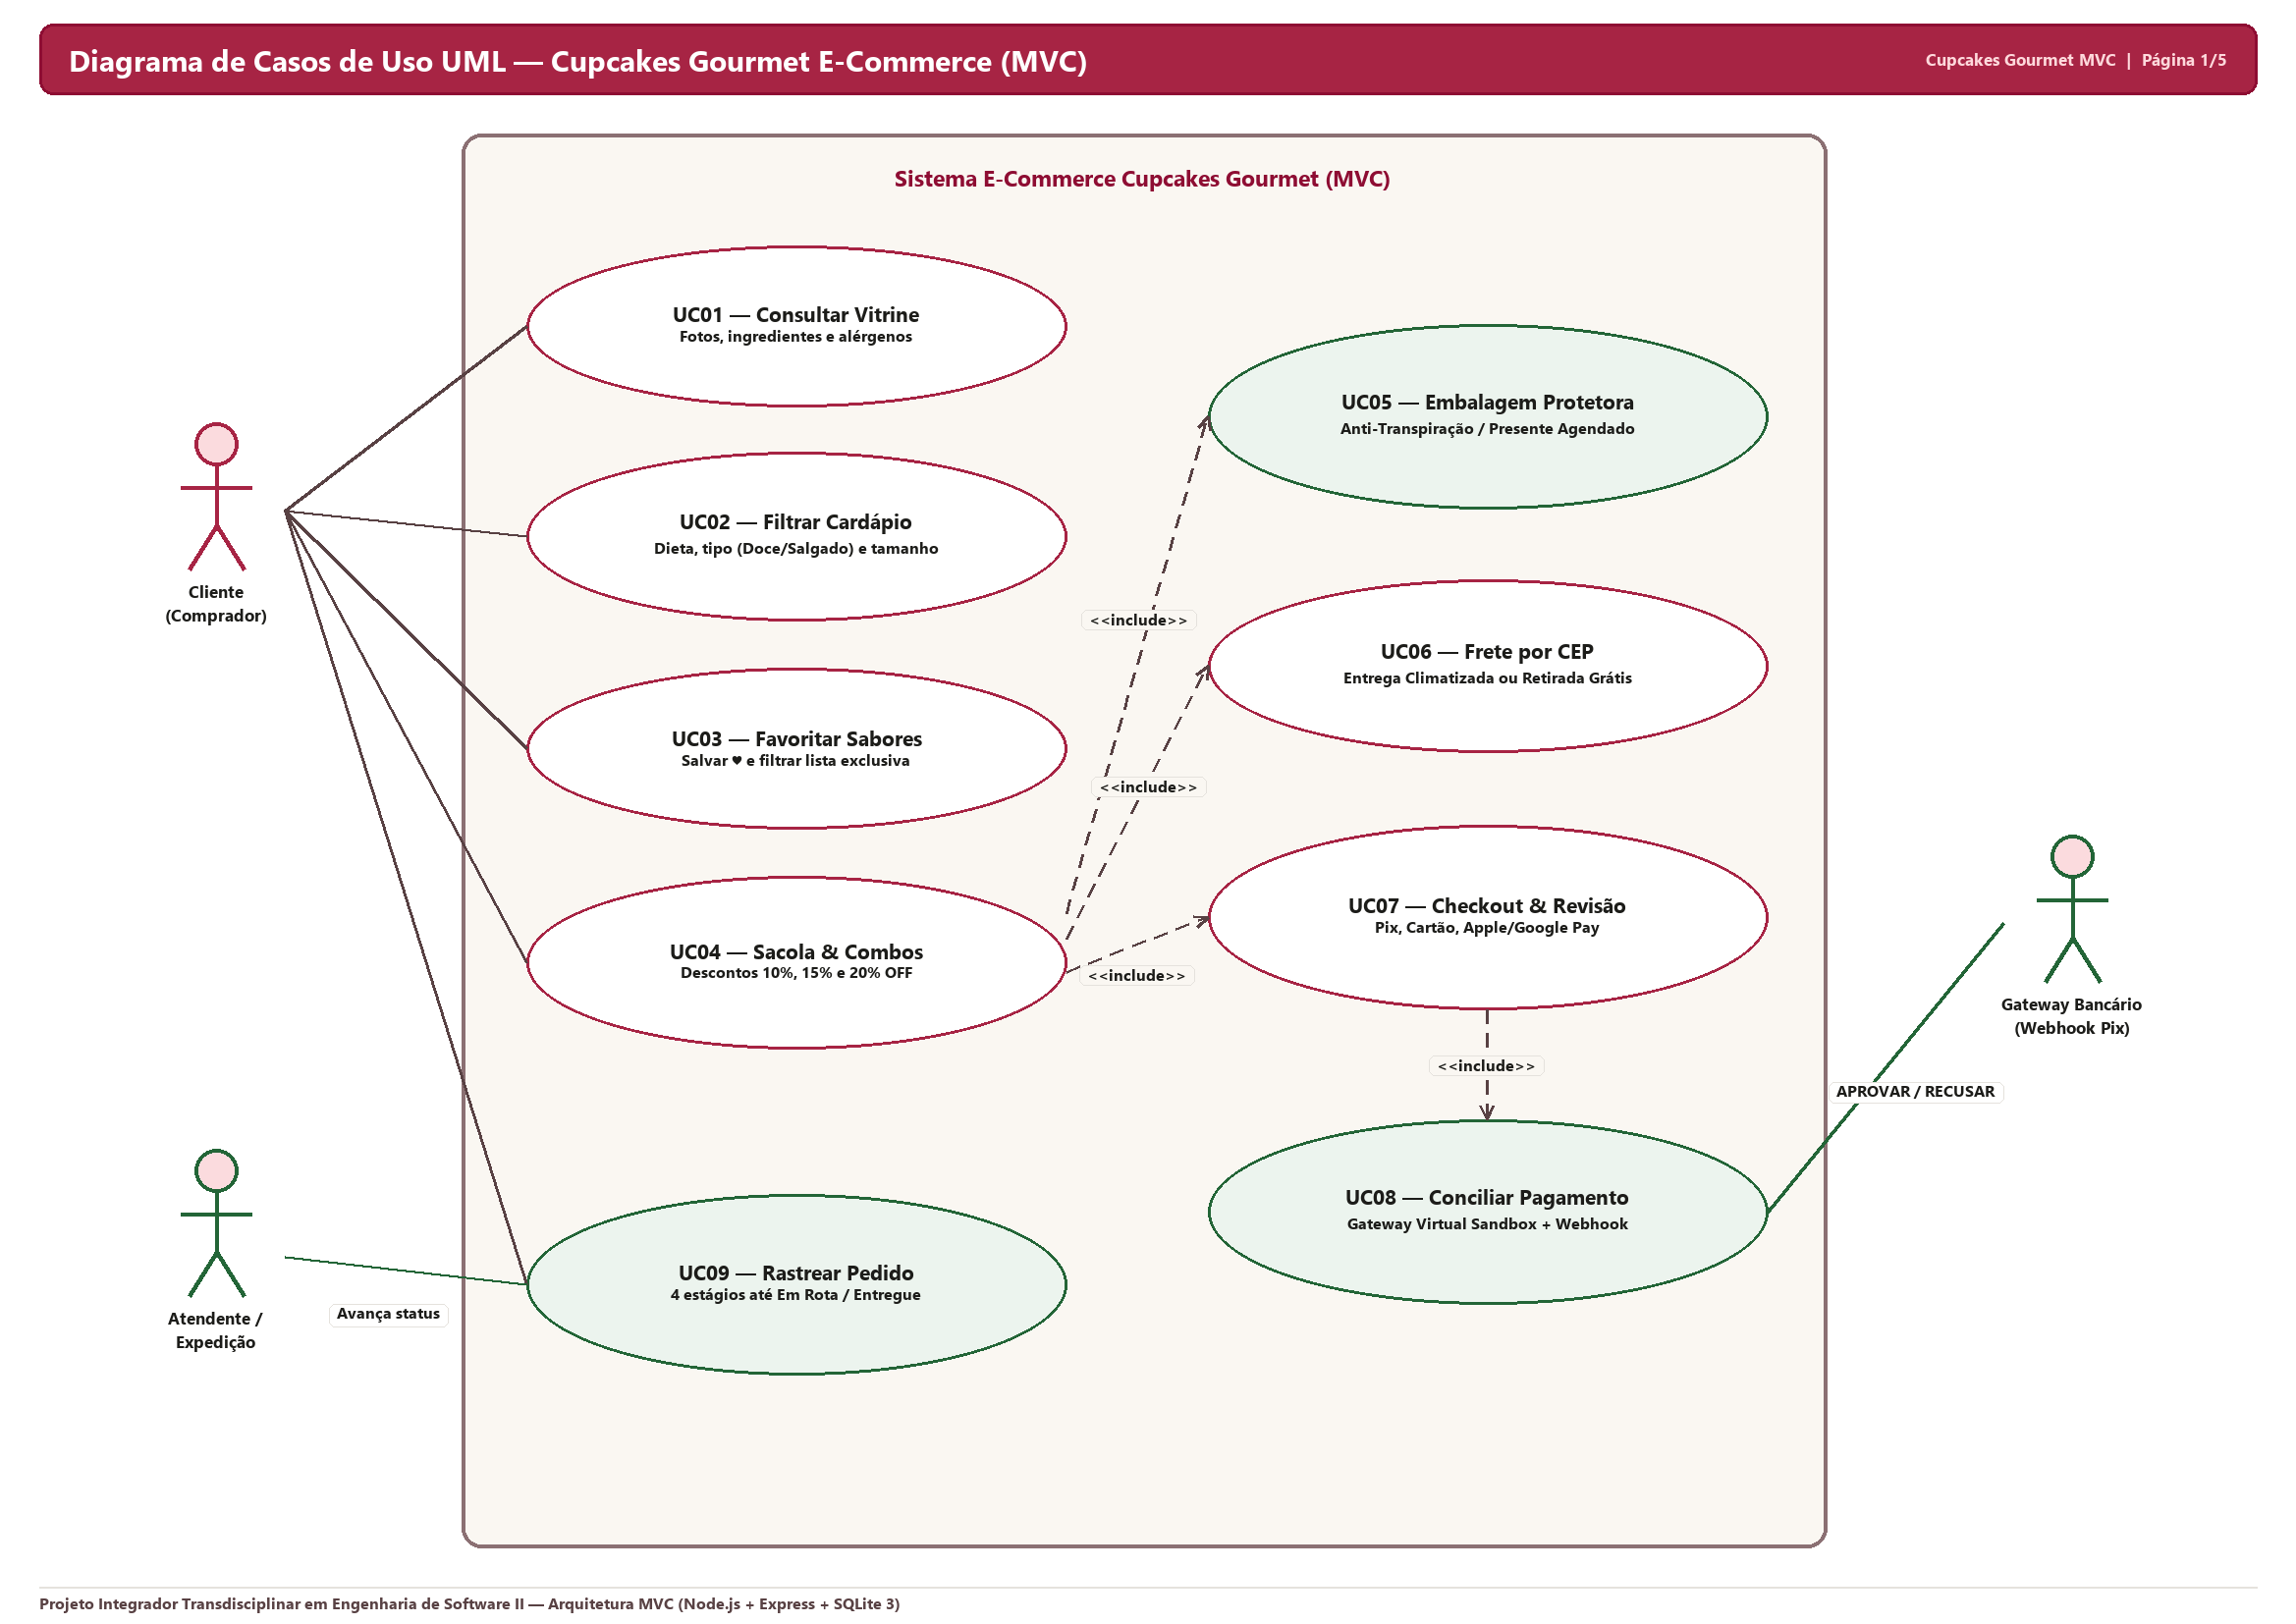 Diagrama de Casos de Uso UML — Cupcakes Gourmet E-Commerce (MVC)
Cupcakes Gourmet MVC | Página 1/5
Sistema E-Commerce Cupcakes Gourmet (MVC)
UC01 — Consultar Vitrine
Fotos, ingredientes e alérgenos
UC05 — Embalagem Protetora
Anti-Transpiração / Presente Agendado
UC02 — Filtrar Cardápio
Dieta, tipo (Doce/Salgado) e tamanho
Cliente
(Comprador)
<<include>>
UC06 — Frete por CEP
Entrega Climatizada ou Retirada Grátis
UC03 — Favoritar Sabores
Salvar ♥ e filtrar lista exclusiva
<<include>>
UC07 — Checkout & Revisão
Pix, Cartão, Apple/Google Pay
UC04 — Sacola & Combos
Descontos 10%, 15% e 20% OFF
<<include>>
Gateway Bancário
(Webhook Pix)
<<include>>
APROVAR / RECUSAR
UC08 — Conciliar Pagamento
Gateway Virtual Sandbox + Webhook
UC09 — Rastrear Pedido
4 estágios até Em Rota / Entregue
Avança status
Atendente /
Expedição
Projeto Integrador Transdisciplinar em Engenharia de Software II — Arquitetura MVC (Node.js + Express + SQLite 3)